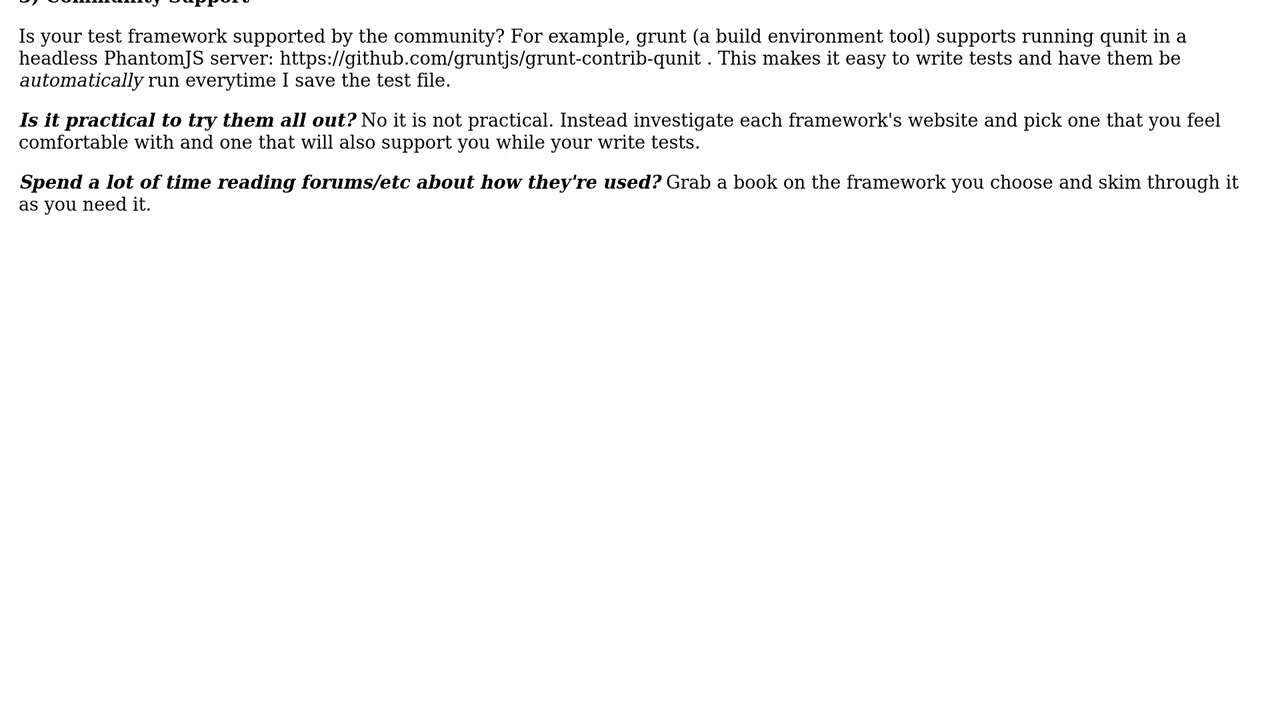 3) Community Support
Is your test framework supported by the community? For example, grunt (a build environment tool) supports running qunit in a
headless PhantomJS server: https://github.com/gruntjs/grunt-contrib-qunit . This makes it easy to write tests and have them be
automatically run everytime I save the test file.
Is it practical to try them all out? No it is not practical. Instead investigate each framework's website and pick one that you feel
comfortable with and one that will also support you while your write tests.
Spend a lot of time reading forums/etc about how they're used? Grab a book on the framework you choose and skim through it
as you need it.